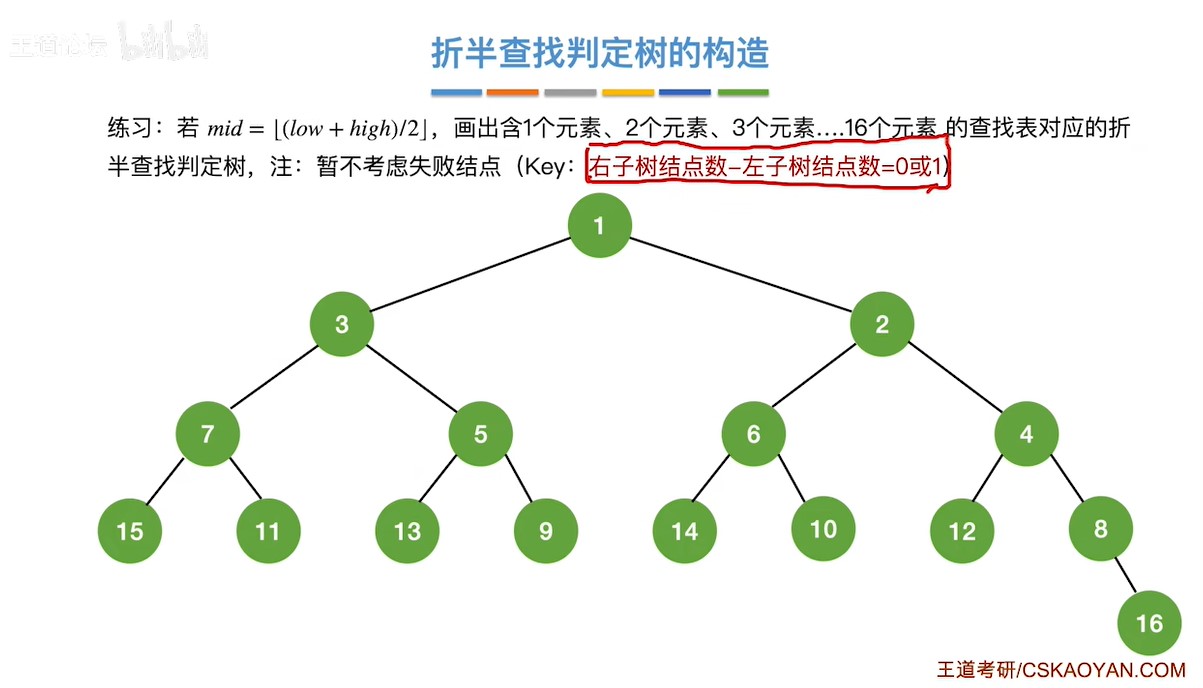 王道论坛 bilibili
折半查找判定树的构造
练习：若 mid = ⌊(low + high)/2⌋，画出含1个元素、2个元素、3个元素….16个元素 的查找表对应的折
半查找判定树，注：暂不考虑失败结点（Key：右子树结点数–左子树结点数=0或1）
1
3 2
7 5 6 4
15 11 13 9 14 10 12 8
16
王道考研/CSKAOYAN.COM